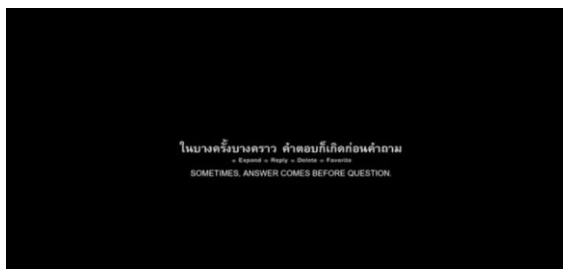 ในบางครั้งบางคราว คำตอบก็เกิดก่อนคำถาม
Expand Reply Delete Favorite
SOMETIMES, ANSWER COMES BEFORE QUESTION.